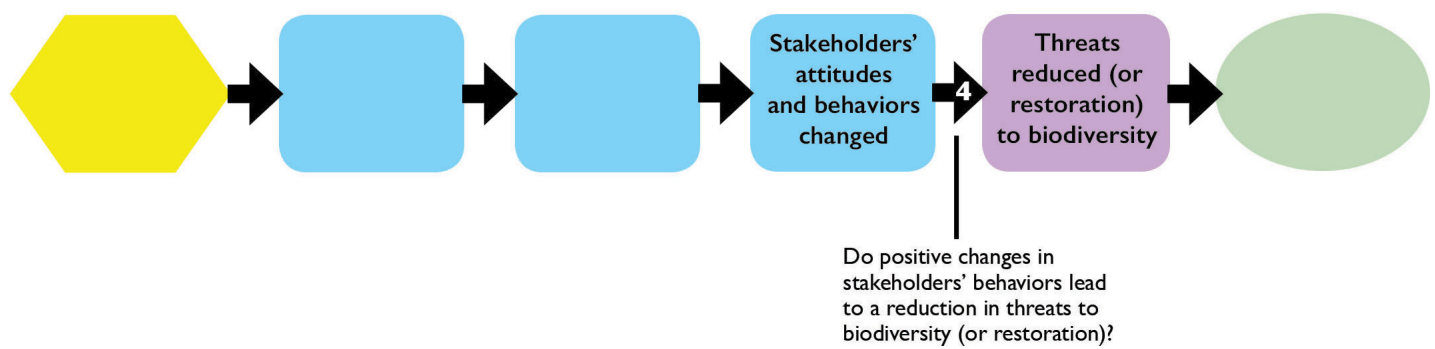 Stakeholders’
attitudes
and behaviors
changed
4
Threats
reduced (or
restoration)
to biodiversity
Do positive changes in
stakeholders’ behaviors lead
to a reduction in threats to
biodiversity (or restoration)?